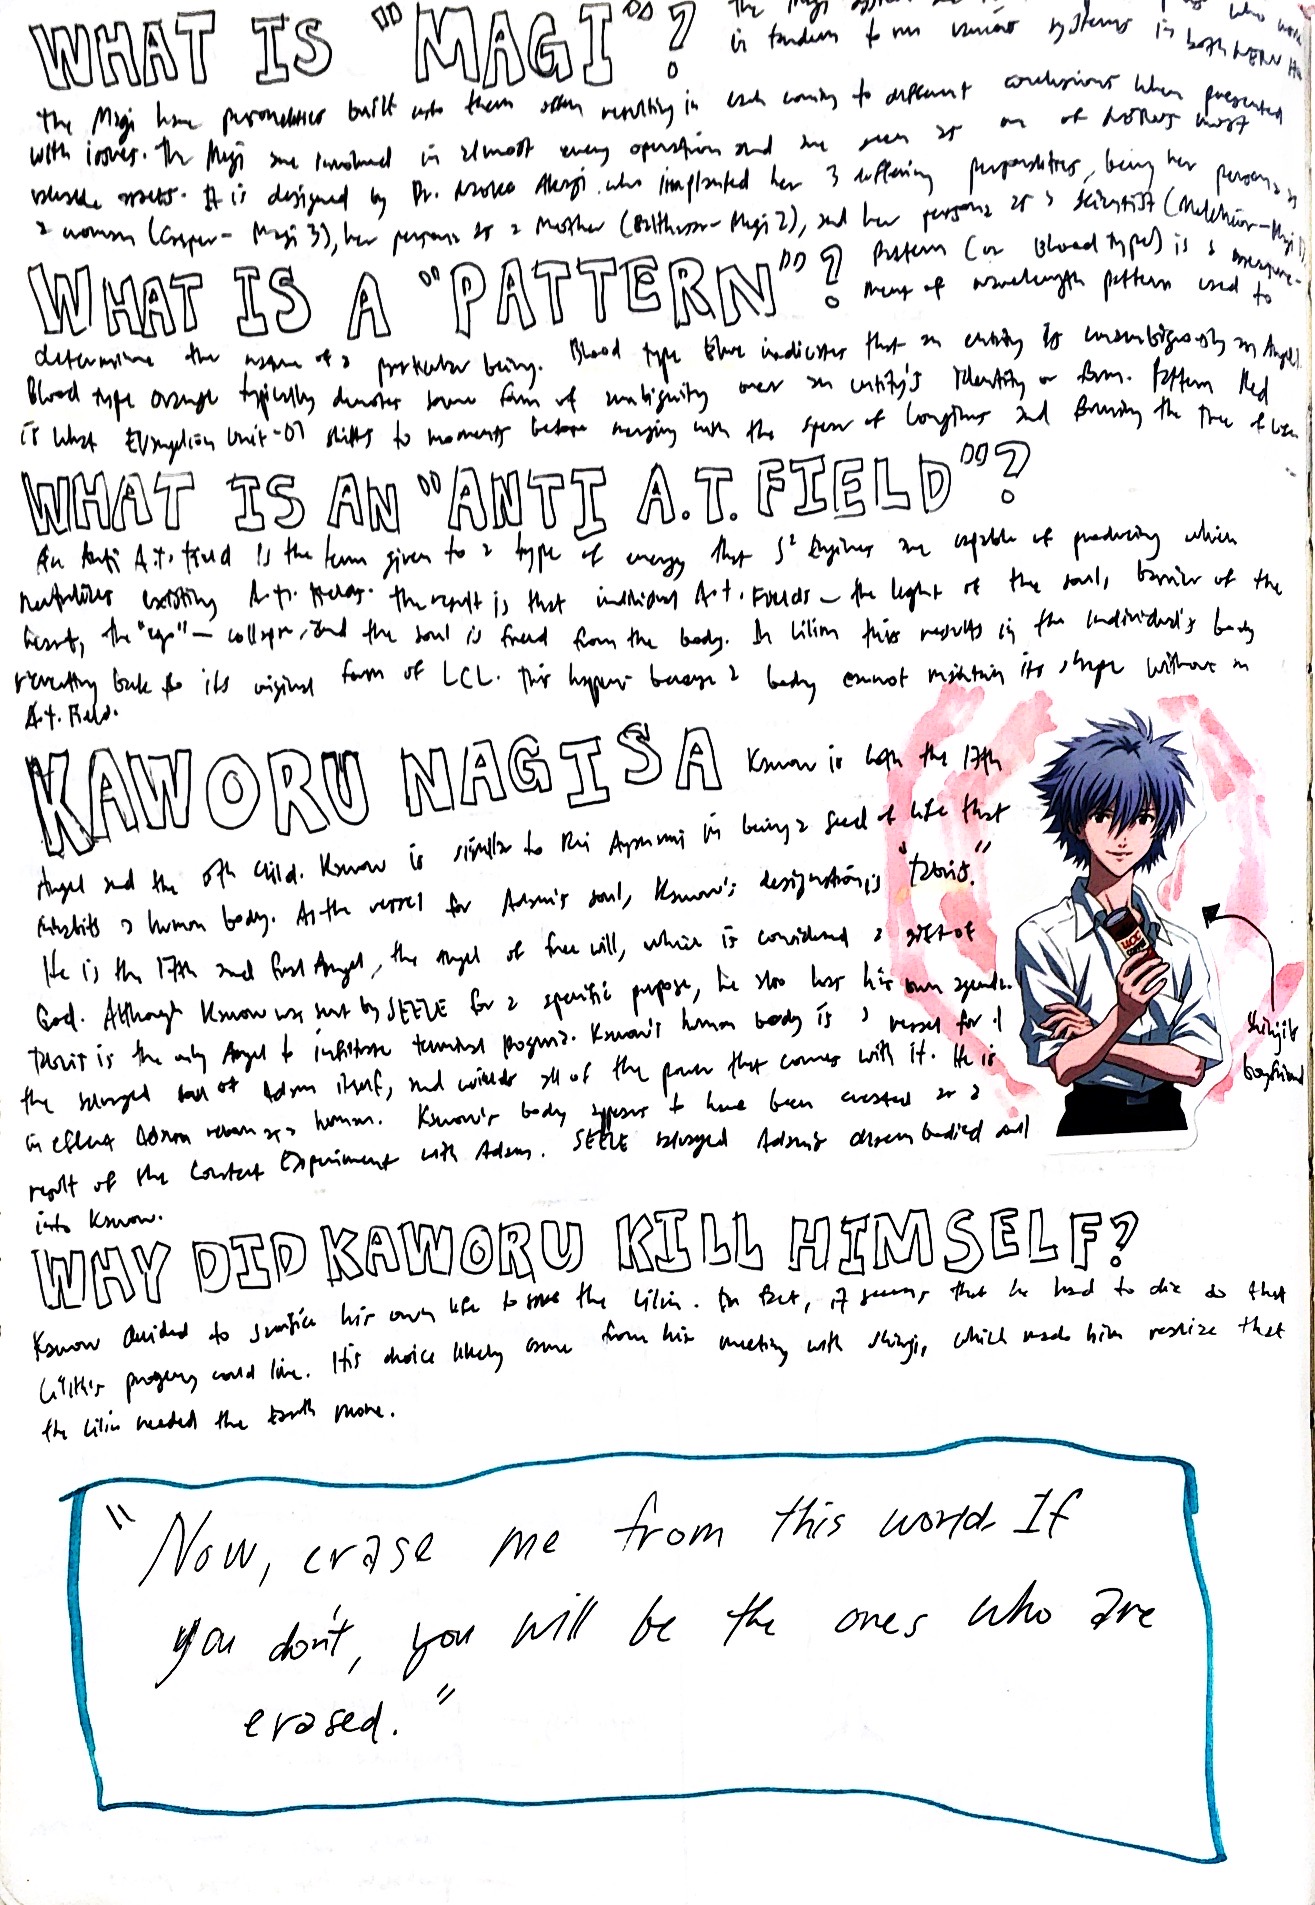 WHAT IS "MAGI"?
in tandem to run various systems in both NERV HQ
The Magi have personalities built into them often resulting in each coming to different conclusions when presented
with issues. The Magi are involved in almost every operation and are seen as one of NERV's most
valuable assets. It is designed by Dr. Naoko Akagi who implanted her 3 differing personalities, being her persona as
a woman (Casper - Magi 3), her persona as a mother (Balthasar - Magi 2), and her persona as a scientist (Melchior - Magi 1).
WHAT IS A "PATTERN"?
Pattern (or Blood type) is a measure-
ment of wavelength pattern used to
determine the nature of a particular being. Blood type Blue indicates that an entity is unambiguously an Angel.
Blood type orange typically denotes some form of ambiguity over an entity's identity or form. Pattern Red
is what Evangelion Unit-01 shifts to moments before merging with the spear of Longinus and forming the Tree of Life.
WHAT IS AN "ANTI A.T. FIELD"?
An Anti A.T. Field is the term given to a type of energy that S² Engines are capable of producing which
neutralizes existing A.T. Fields. The result is that individual A.T. Fields — the light of the soul, barrier of the
heart, the "ego" — collapse, and the soul is freed from the body. In Lilin this results in the individual's body
reverting back to its original form of LCL. This happens because a body cannot maintain its shape without an
A.T. Field.
KAWORU NAGISA
Kaworu is both the 17th
Angel and the 5th Child. Kaworu is similar to Rei Ayanami in being a seed of life that
inhabits a human body. As the vessel for Adam's soul, Kaworu's designation is "Tabris."
He is the 17th and final Angel, the angel of free will, which is considered a gift of
God. Although Kaworu was sent by SEELE for a specific purpose, he also has his own agenda.
Tabris is the only Angel to infiltrate terminal dogma. Kaworu's human body is a vessel for
the salvaged soul of Adam itself, and wields all of the power that comes with it. He is
in effect Adam reborn as a human. Kaworu's body appears to have been created as a
result of the Contact Experiment with Adam. SEELE salvaged Adam's disembodied soul
into Kaworu.
UCC
Shinji's
boyfriend
WHY DID KAWORU KILL HIMSELF?
Kaworu decided to sacrifice his own life to save the Lilin. In fact, it seems that he had to die so that
Lilith's progeny could live. His choice likely came from his meeting with Shinji, which made him realize that
the Lilin needed the Earth more.
"Now, erase me from this world. If
you don't, you will be the ones who are
erased."